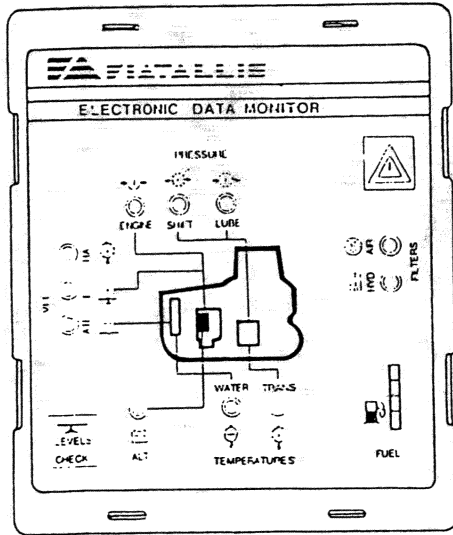 FIATALLIS
ELECTRONIC DATA MONITOR
PRESSURE
ENGINE SHIFT LUBE
AIR
HYD
FILTERS
WATER TRANS
LEVELS
CHECK
ALT
TEMPERATURES
FUEL